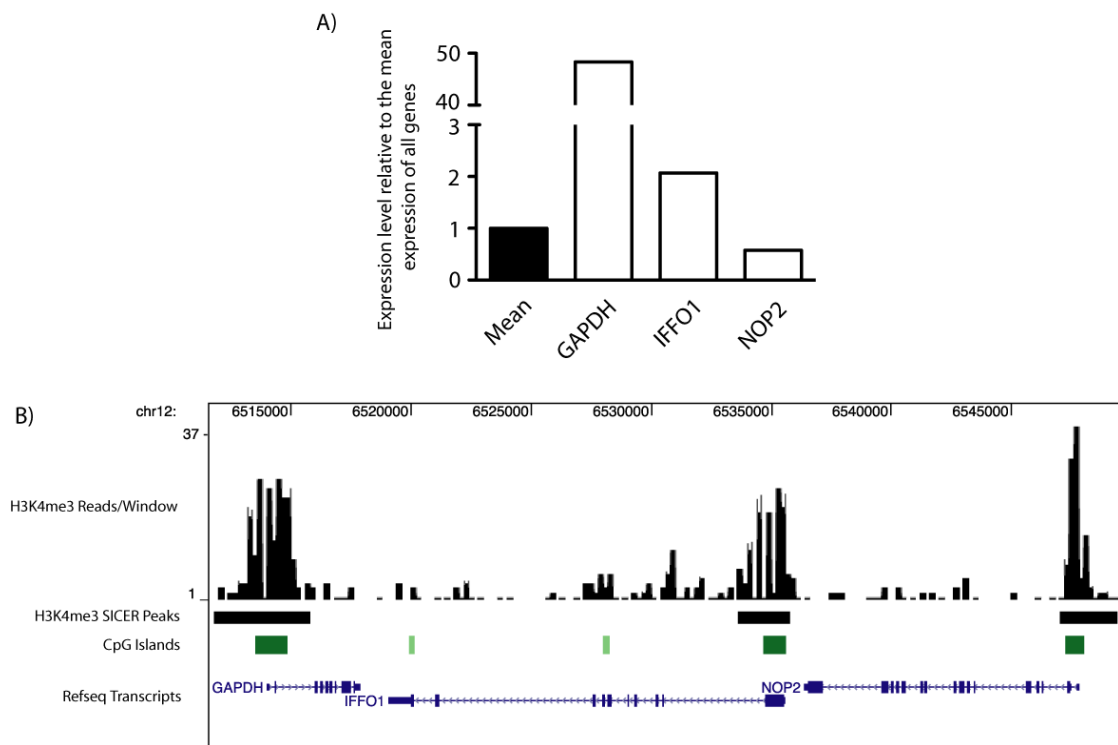 A)
Expression level relative to the mean
expression of all genes
50
40
3
2
1
0
Mean
GAPDH
IFFO1
NOP2
B)
chr12:
6515000
6520000
6525000
6530000
6535000
6540000
6545000
37
H3K4me3 Reads/Window
1
H3K4me3 SICER Peaks
CpG Islands
Refseq Transcripts
GAPDH
IFFO1
NOP2